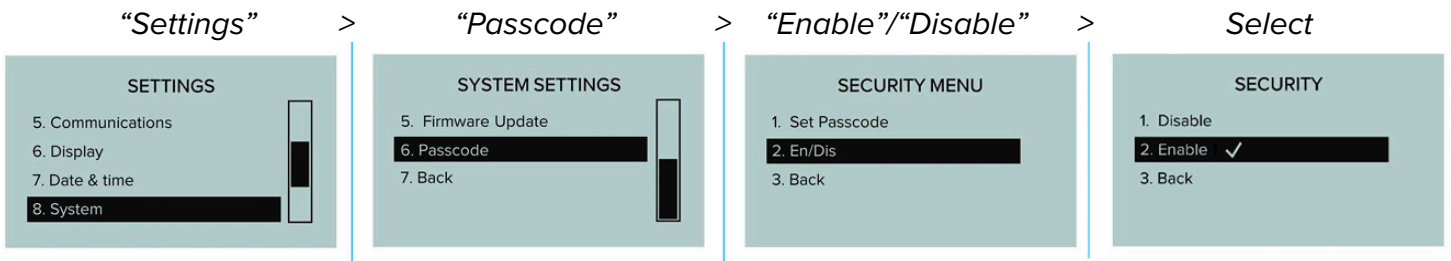 “Settings” > “Passcode” > “Enable”/“Disable” > Select
SETTINGS
5. Communications
6. Display
7. Date & time
8. System
SYSTEM SETTINGS
5. Firmware Update
6. Passcode
7. Back
SECURITY MENU
1. Set Passcode
2. En/Dis
3. Back
SECURITY
1. Disable
2. Enable ✓
3. Back